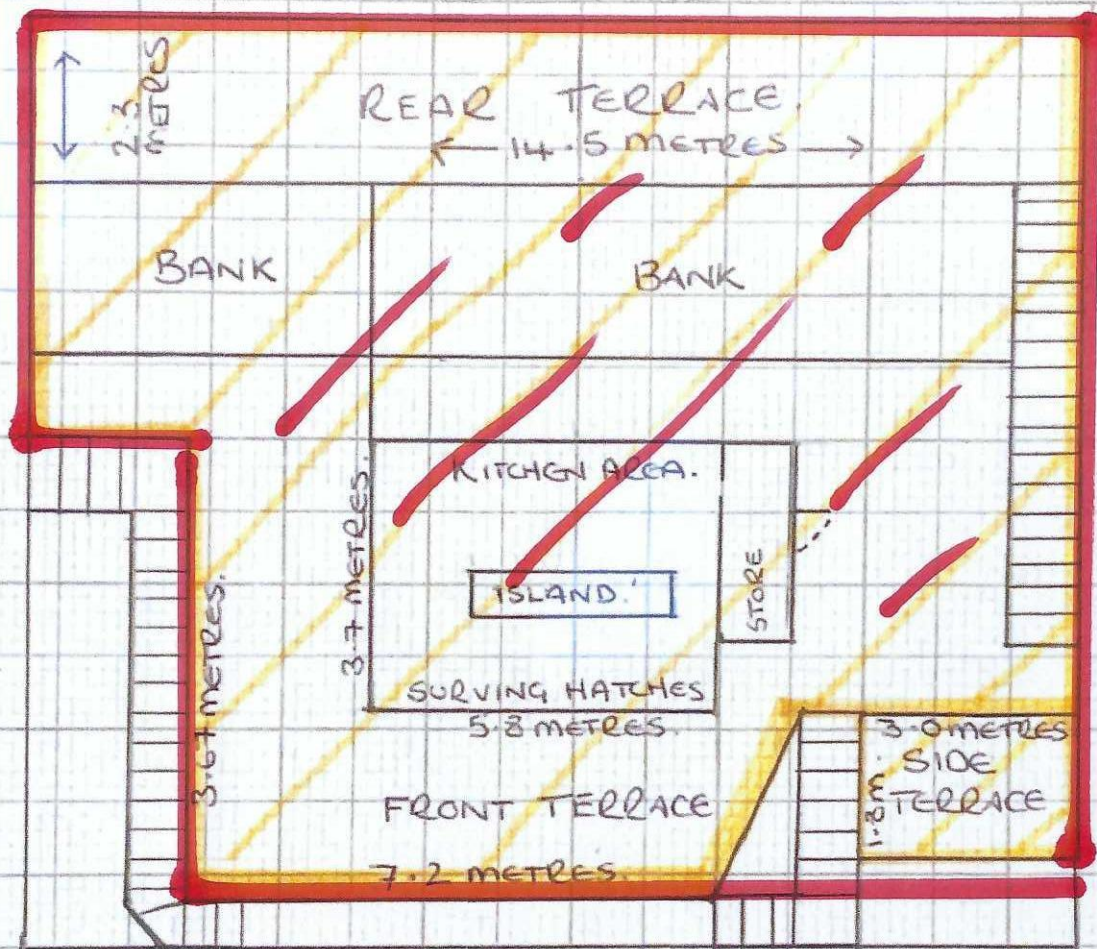 2.3
METRES
REAR TERRACE.
14.5 METRES
BANK
BANK
KITCHEN AREA.
3.7 METRES.
ISLAND.
STORE
SURVING HATCHES
5.8 METRES.
3.67 METRES.
FRONT TERRACE
7.2 METRES.
3.0 METRES
SIDE
TERRACE
1.8m.